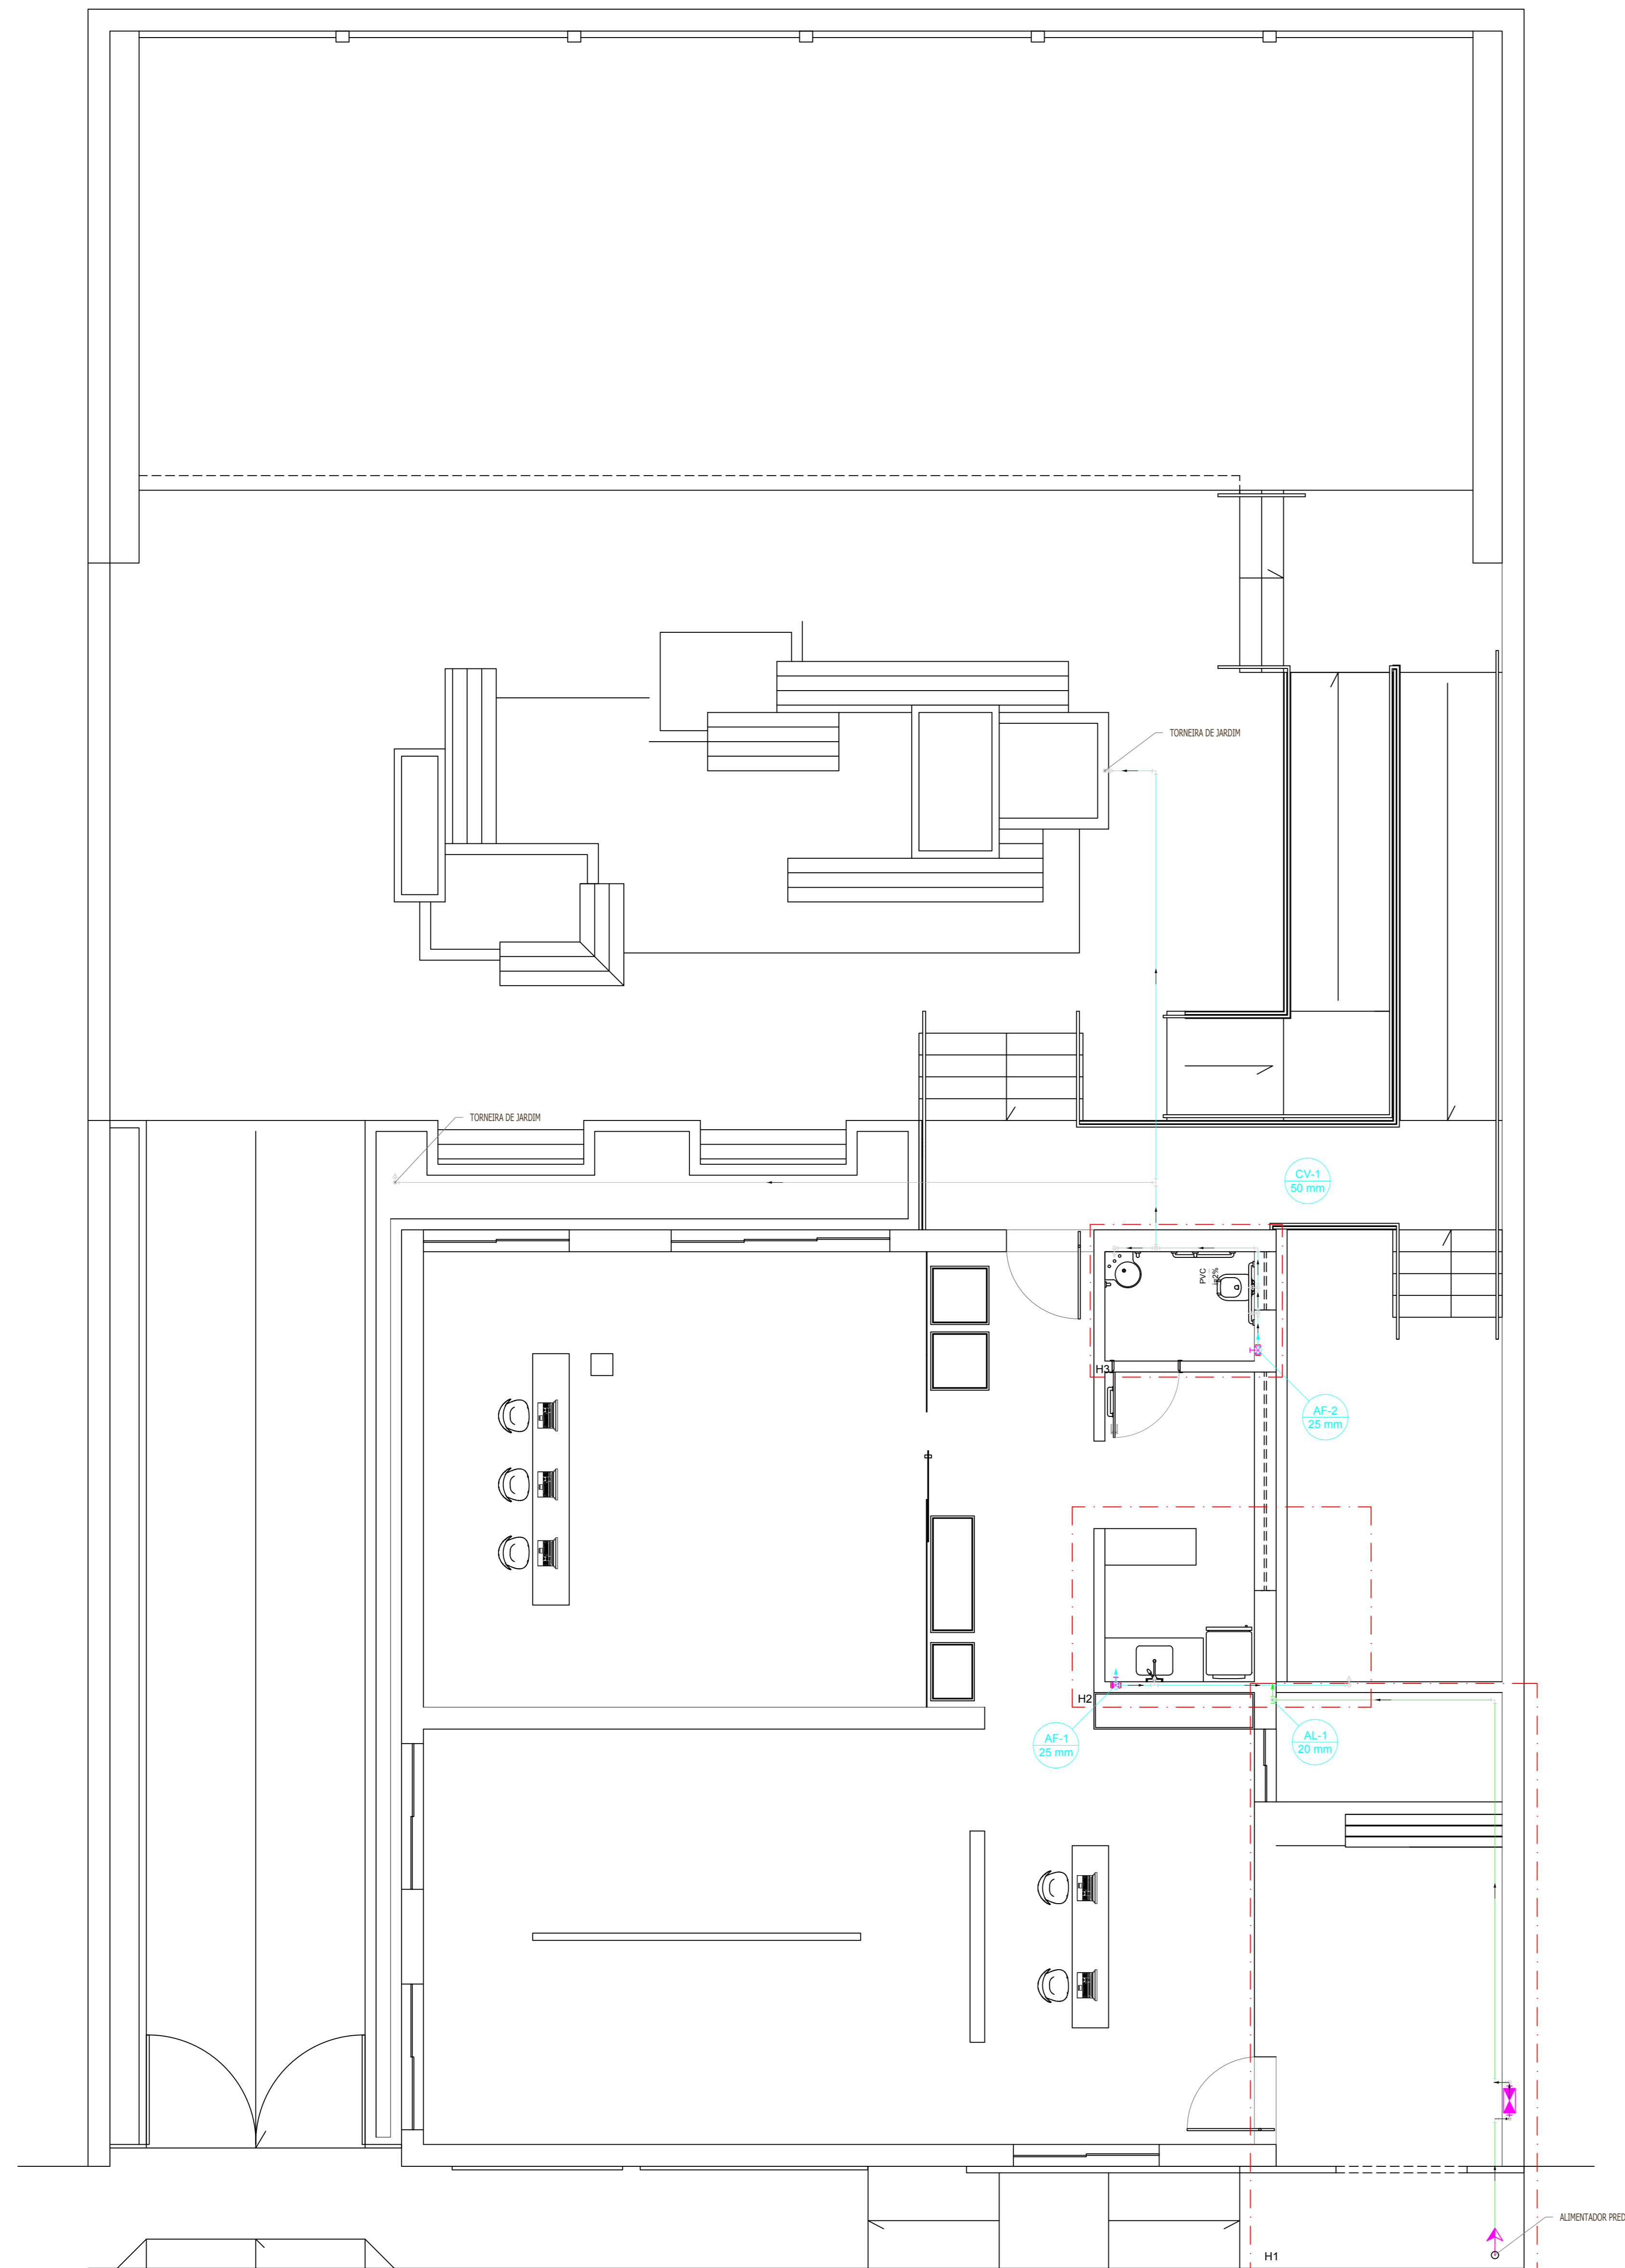 TORNEIRA DE JARDIM
TORNEIRA DE JARDIM
CV-1
50 mm
PVC
i=2%
H3
AF-2
25 mm
H2
AF-1
25 mm
AL-1
20 mm
ALIMENTADOR PRED
H1